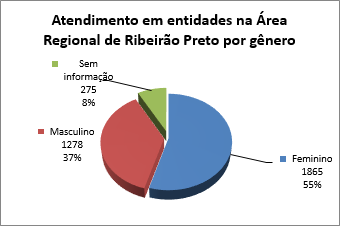 Atendimento em entidades na Área
Regional de Ribeirão Preto por gênero
Sem
informação
275
8%
Masculino
1278
37%
Feminino
1865
55%